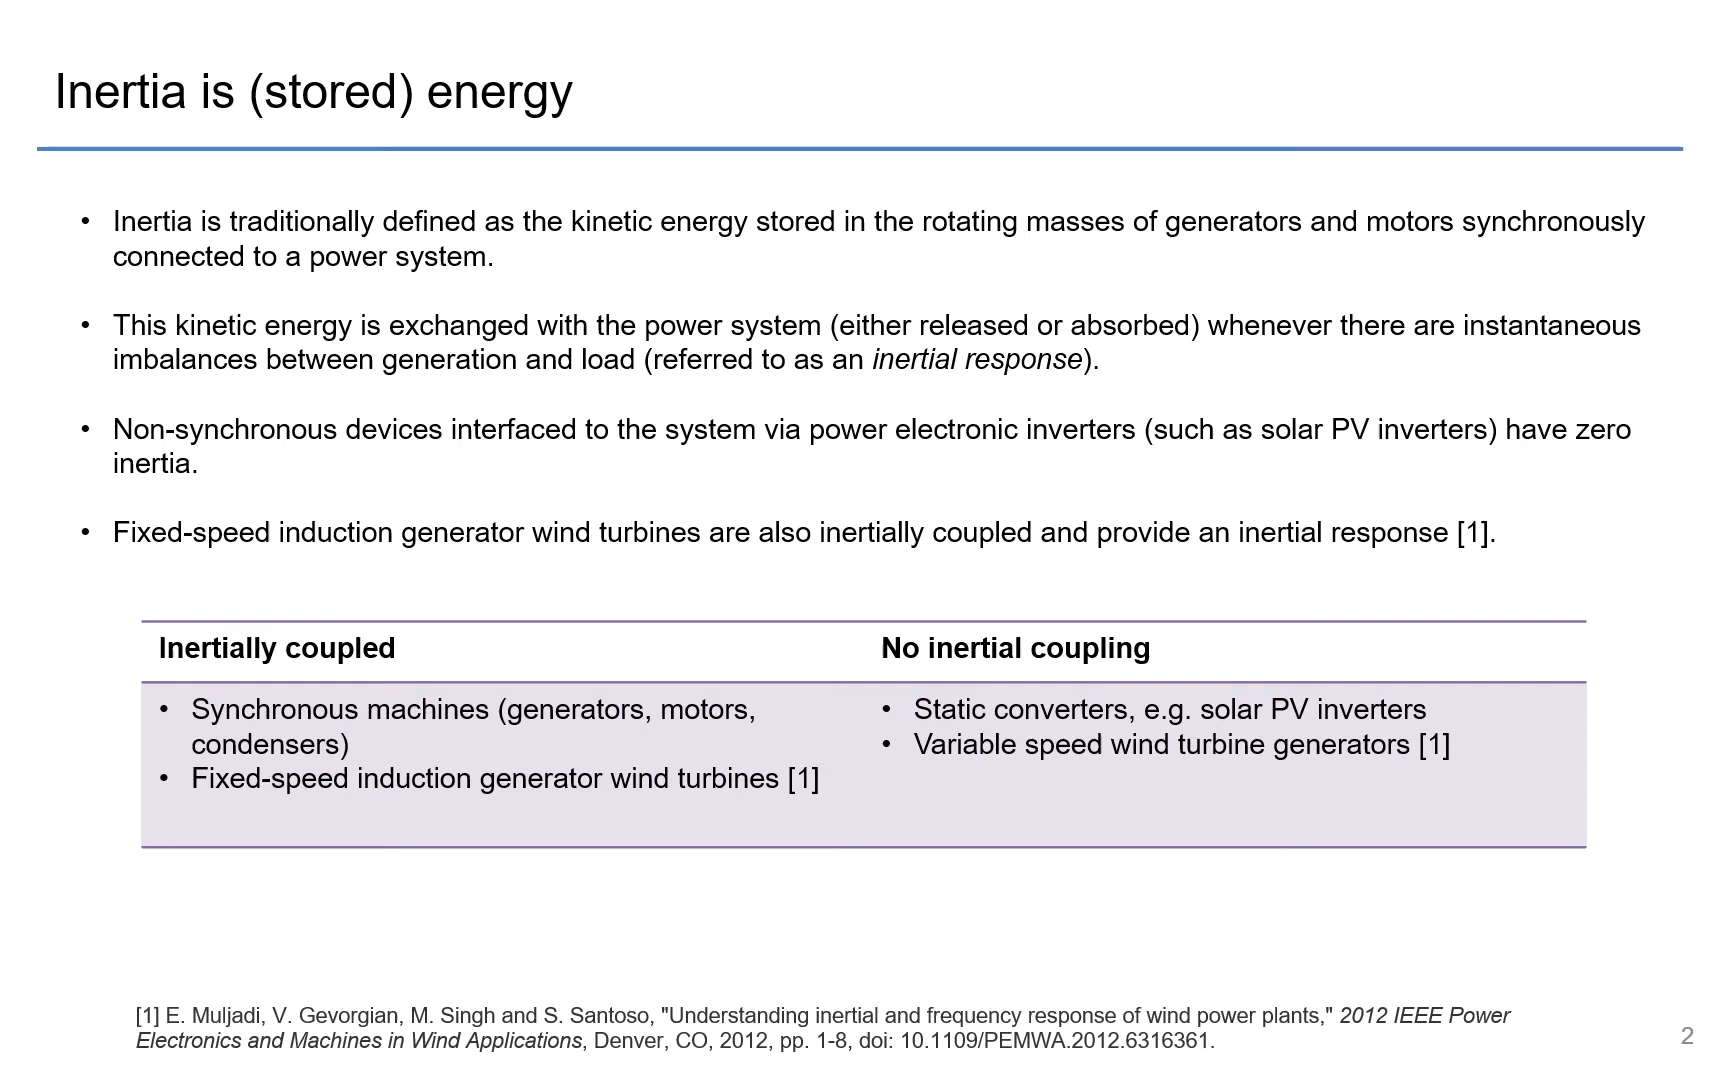 Inertia is (stored) energy
• Inertia is traditionally defined as the kinetic energy stored in the rotating masses of generators and motors synchronously
connected to a power system.
• This kinetic energy is exchanged with the power system (either released or absorbed) whenever there are instantaneous
imbalances between generation and load (referred to as an inertial response).
• Non-synchronous devices interfaced to the system via power electronic inverters (such as solar PV inverters) have zero
inertia.
• Fixed-speed induction generator wind turbines are also inertially coupled and provide an inertial response [1].
Inertially coupled
• Synchronous machines (generators, motors,
condensers)
• Fixed-speed induction generator wind turbines [1]
No inertial coupling
• Static converters, e.g. solar PV inverters
• Variable speed wind turbine generators [1]
[1] E. Muljadi, V. Gevorgian, M. Singh and S. Santoso, "Understanding inertial and frequency response of wind power plants," 2012 IEEE Power
Electronics and Machines in Wind Applications, Denver, CO, 2012, pp. 1-8, doi: 10.1109/PEMWA.2012.6316361.
2